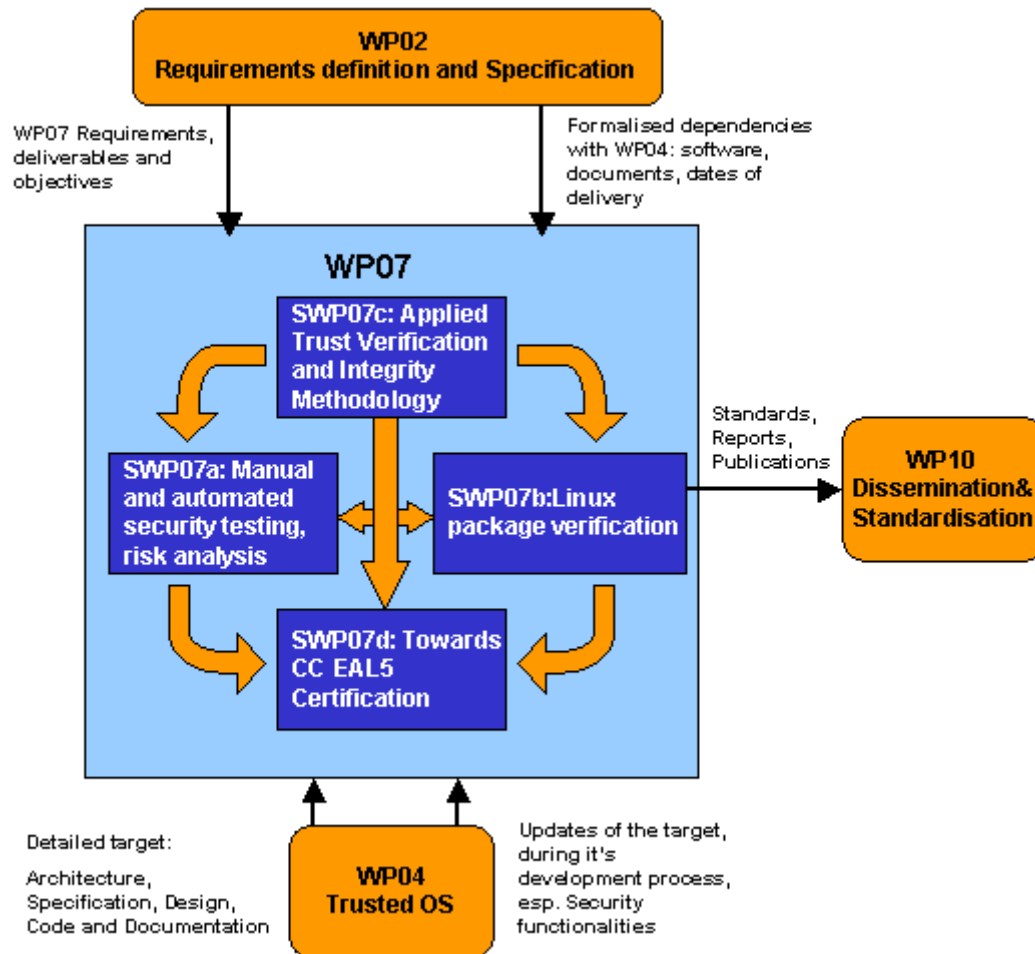 WP02
Requirements definition and Specification
WP07 Requirements,
deliverables and
objectives
Formalised dependencies
with WP04: software,
documents, dates of
delivery
WP07
SWP07c: Applied
Trust Verification
and Integrity
Methodology
SWP07a: Manual
and automated
security testing,
risk analysis
SWP07b:Linux
package verification
SWP07d: Towards
CC EAL5
Certification
Standards,
Reports,
Publications
WP10
Dissemination&
Standardisation
Detailed target:
Architecture,
Specification, Design,
Code and Documentation
WP04
Trusted OS
Updates of the target,
during it's
development process,
esp. Security
functionalities